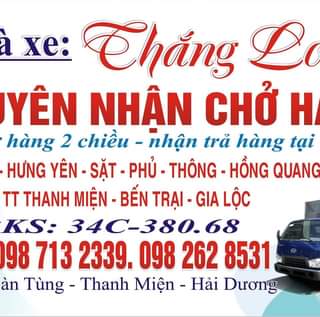 à xe: Thắng Lo
UYÊN NHẬN CHỞ HÀ
hàng 2 chiều - nhận trả hàng tại
- HƯNG YÊN - SẶT - PHỦ - THÔNG - HỒNG QUANG
TT THANH MIỆN - BẾN TRẠI - GIA LỘC
KS: 34C-380.68
098 713 2339. 098 262 8531
àn Tùng - Thanh Miện - Hải Dương